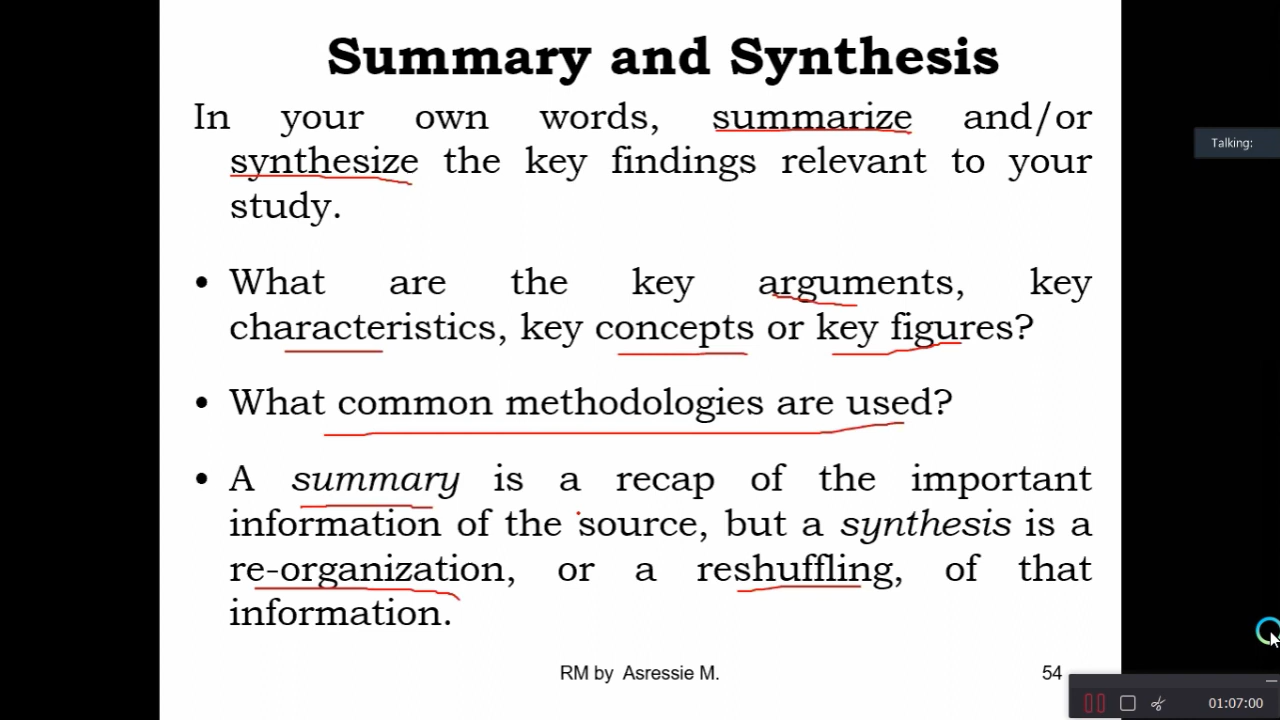 Summary and Synthesis
In your own words, summarize and/or
synthesize the key findings relevant to your
study.
Talking:
• What are the key arguments, key
characteristics, key concepts or key figures?
• What common methodologies are used?
• A summary is a recap of the important
information of the source, but a synthesis is a
re-organization, or a reshuffling, of that
information.
RM by Asressie M.
54
01:07:00